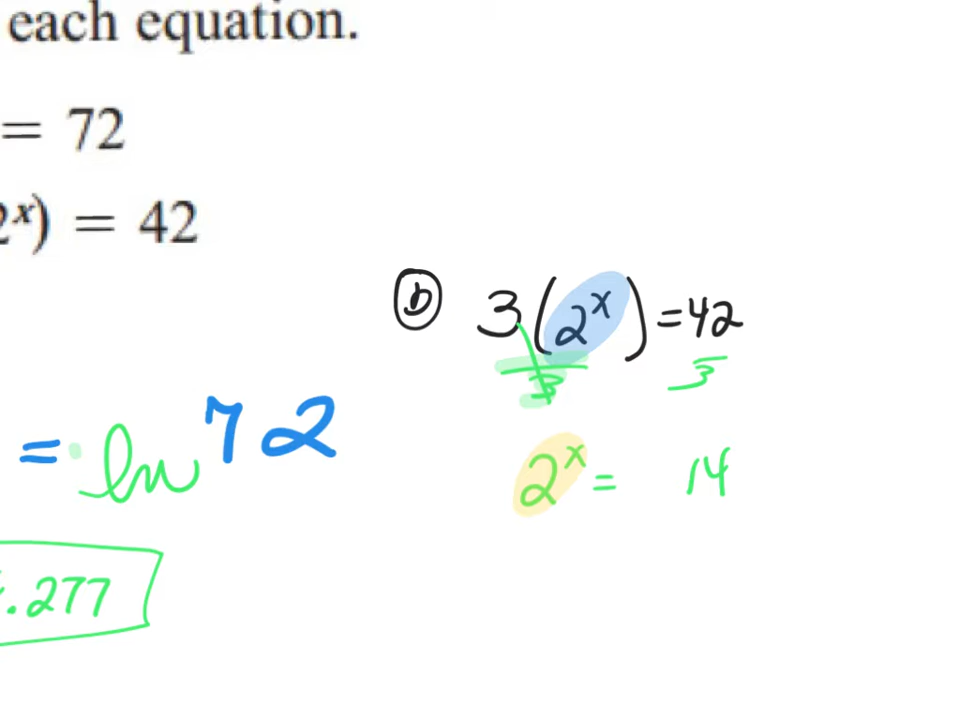 each equation.
= 72
2ˣ) = 42
ⓑ 3(2ˣ) = 42
3 3
= ln 72
2ˣ = 14
.277